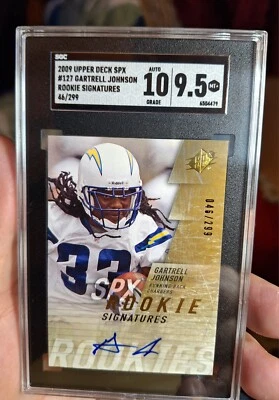 SGC
2009 UPPER DECK SPX
#127 GARTRELL JOHNSON
ROOKIE SIGNATURES
46/299
AUTO
10
GRADE
9.5
MT+
SPX
046/299
33
GARTRELL
JOHNSON
RUNNING BACK
CHARGERS
SPX
ROOKIE
SIGNATURES
ROOKIES